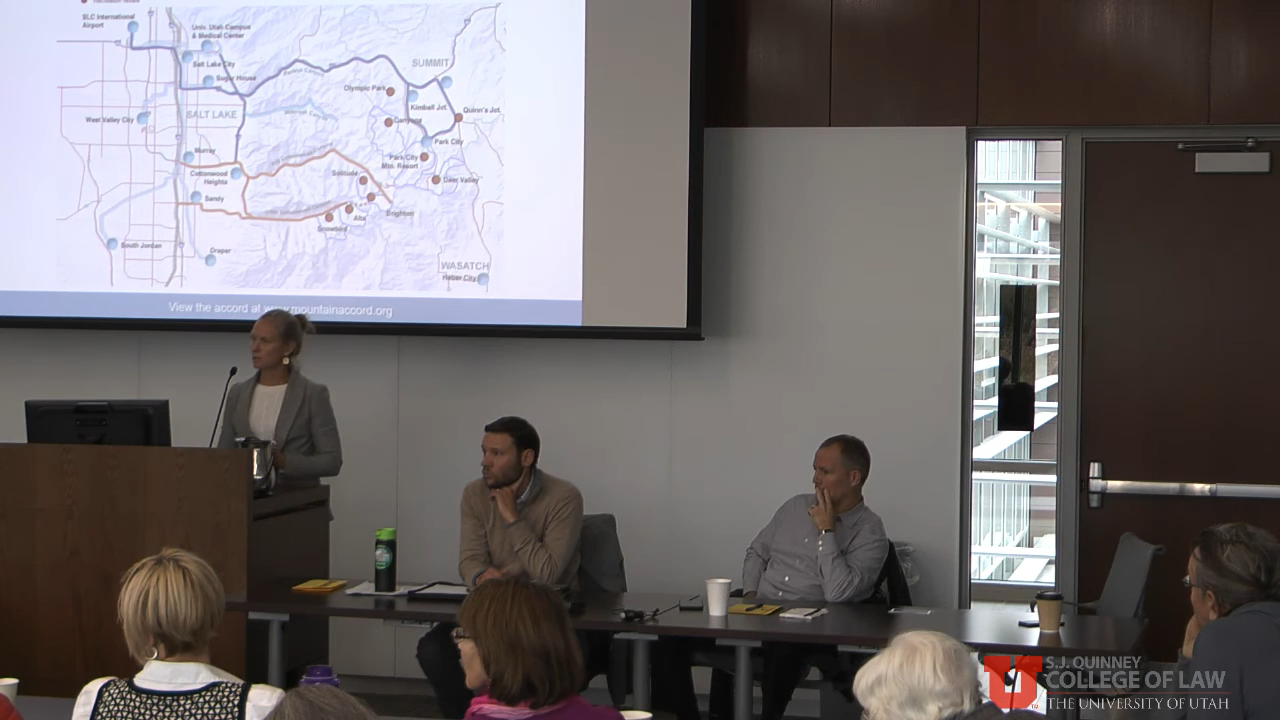 SLC International
Airport
Univ. Utah Campus
& Medical Center
Salt Lake City
Sugar House
SUMMIT
Olympic Park
Kimball Jct.
Quinn's Jct.
SALT LAKE
West Valley City
Canyons
Park City
Murray
Park City
Mtn. Resort
Cottonwood
Heights
Solitude
Deer Valley
Sandy
Brighton
Alta
Snowbird
South Jordan
Draper
WASATCH
Heber City
View the accord at www.mountainaccord.org
U
S.J. QUINNEY
COLLEGE OF LAW
THE UNIVERSITY OF UTAH